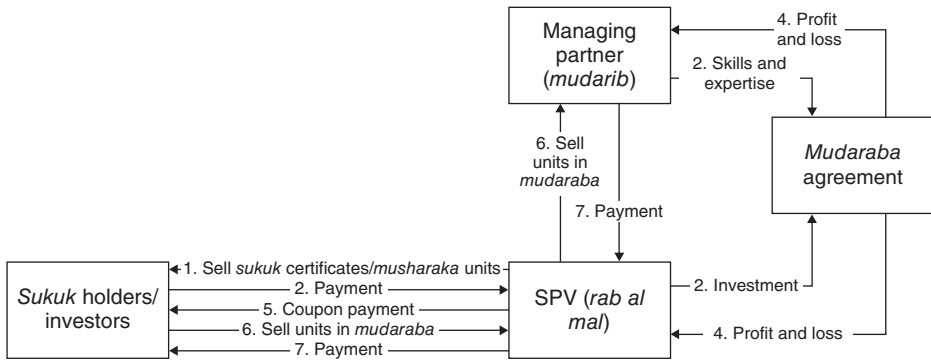 Managing
partner
(mudarib)
4. Profit
and loss
2. Skills and
expertise
Mudaraba
agreement
6. Sell
units in
mudaraba
7. Payment
Sukuk holders/
investors
1. Sell sukuk certificates/musharaka units
2. Payment
5. Coupon payment
6. Sell units in mudaraba
7. Payment
SPV (rab al
mal)
2. Investment
4. Profit and loss